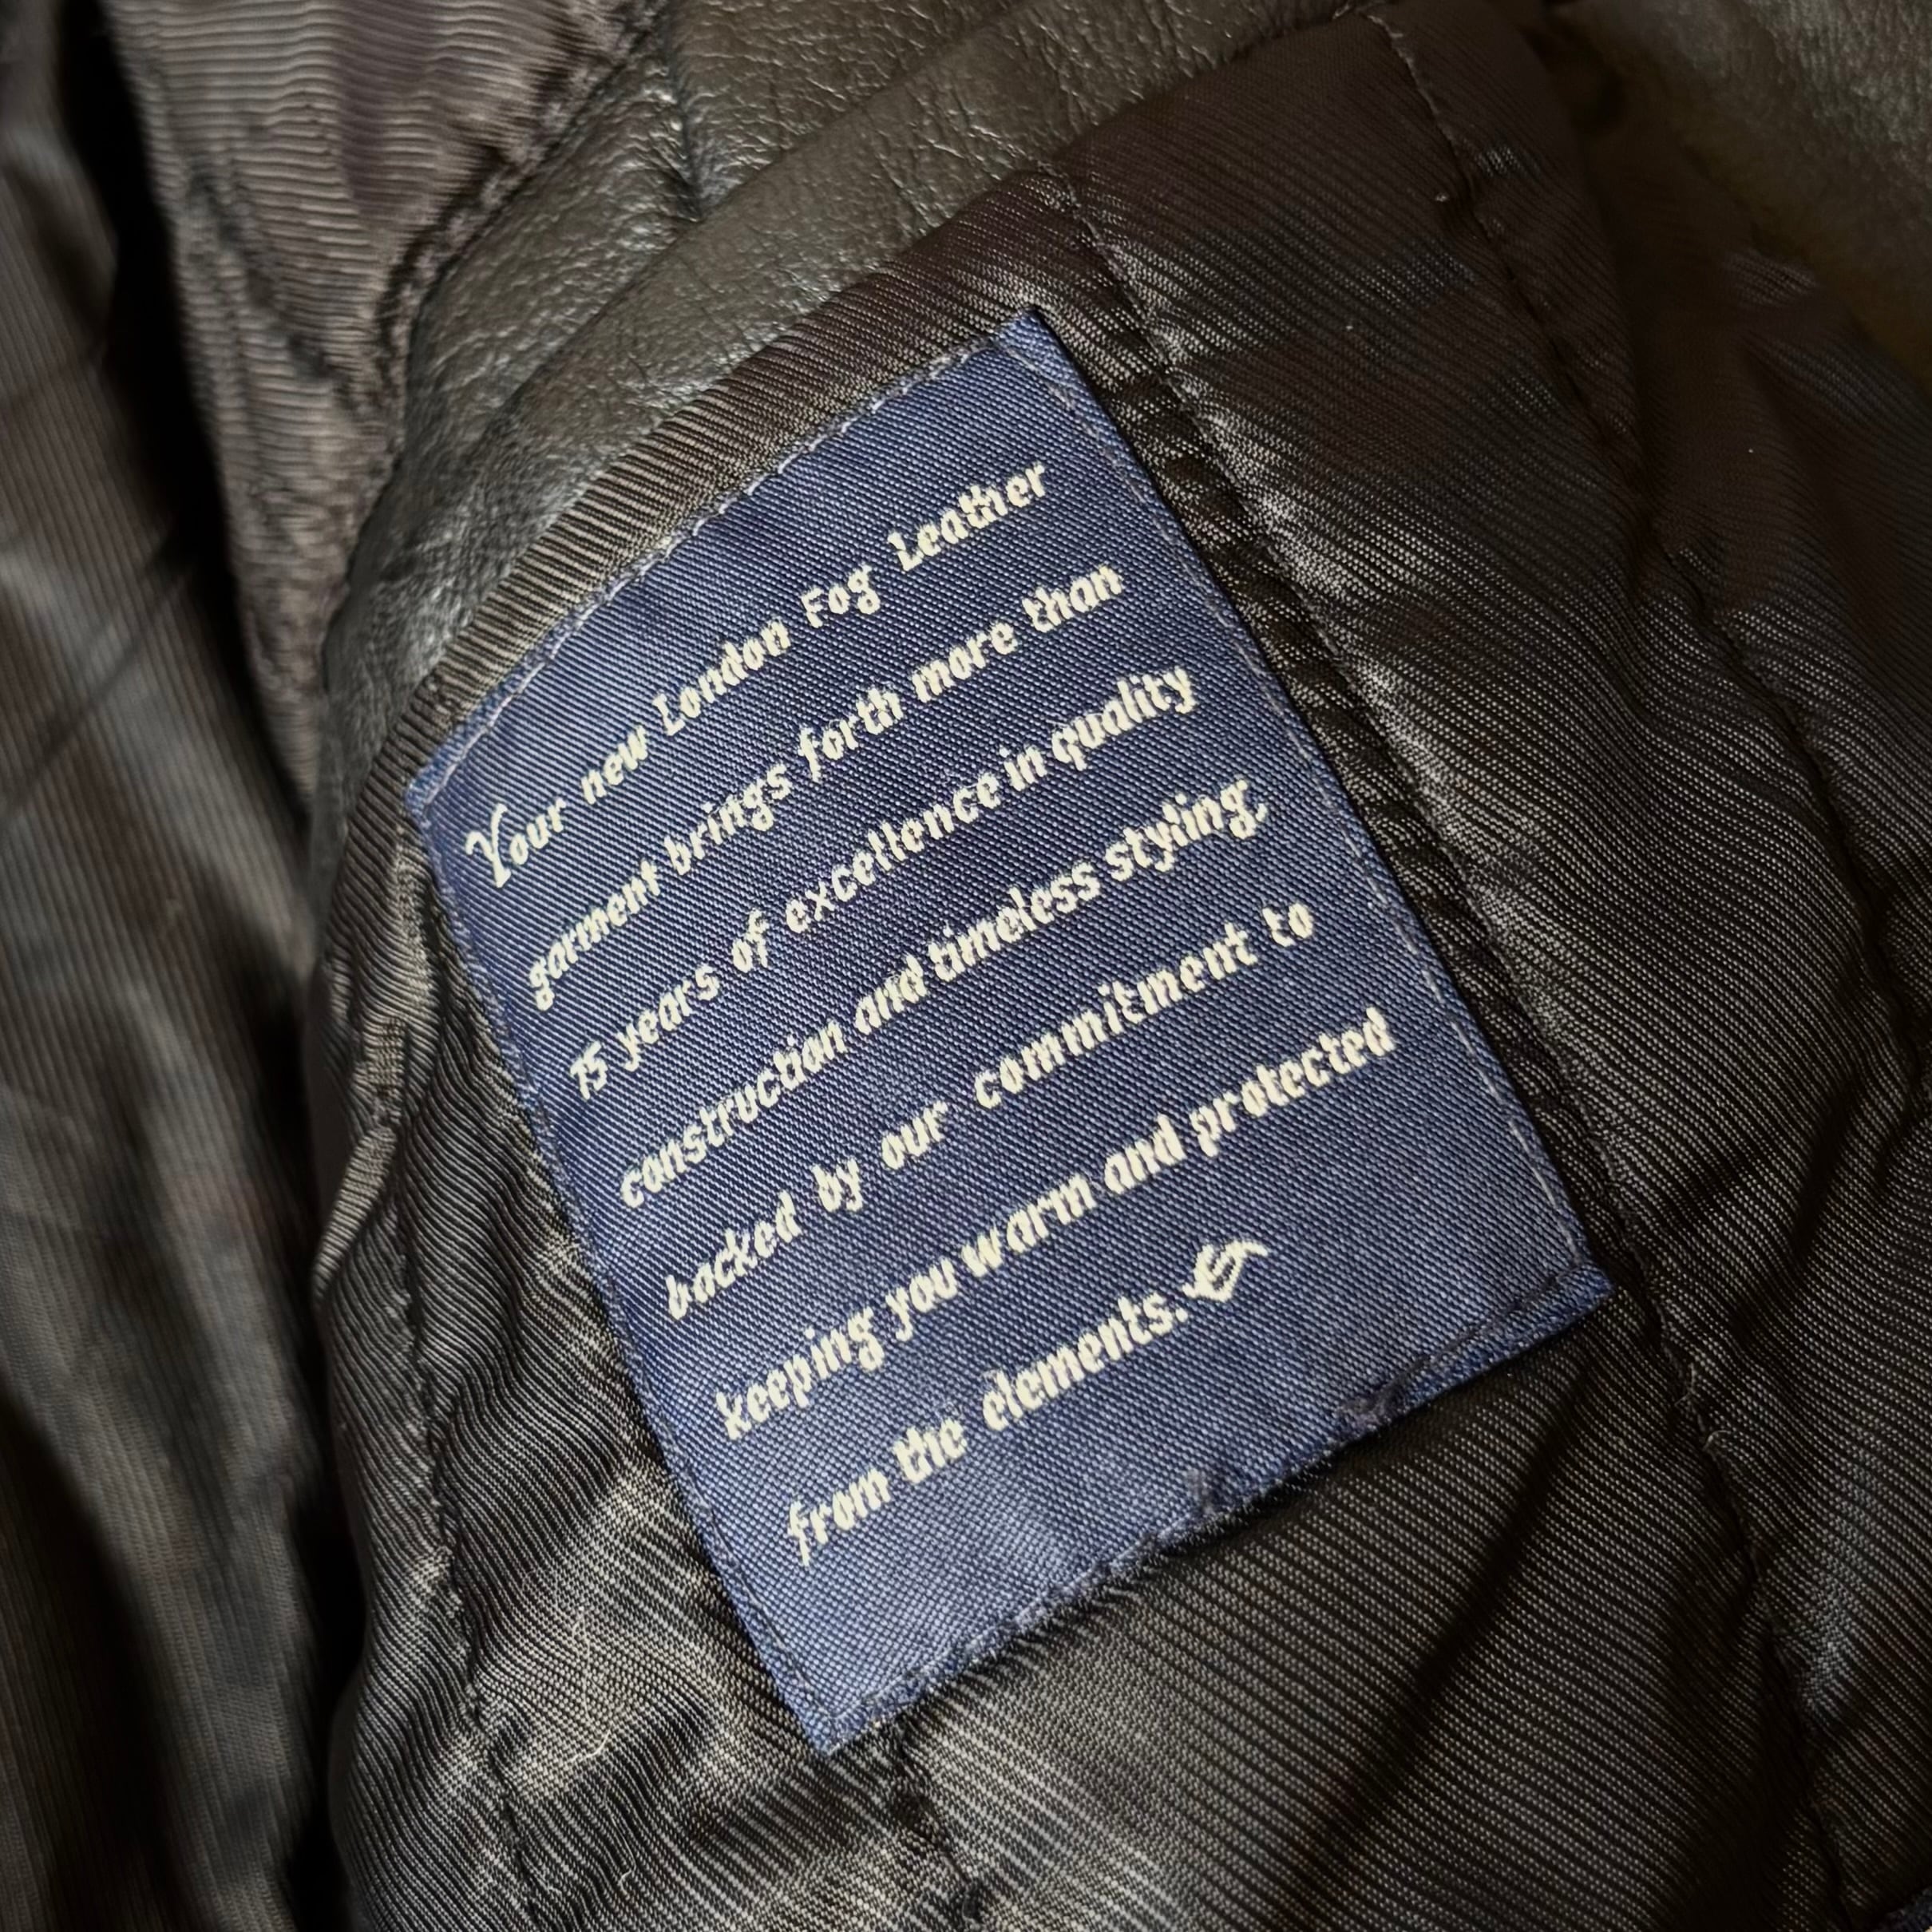 Your new London Fog Leather
garment brings forth more than
75 years of excellence in quality
construction and timeless styling,
backed by our commitment to
keeping you warm and protected
from the elements.